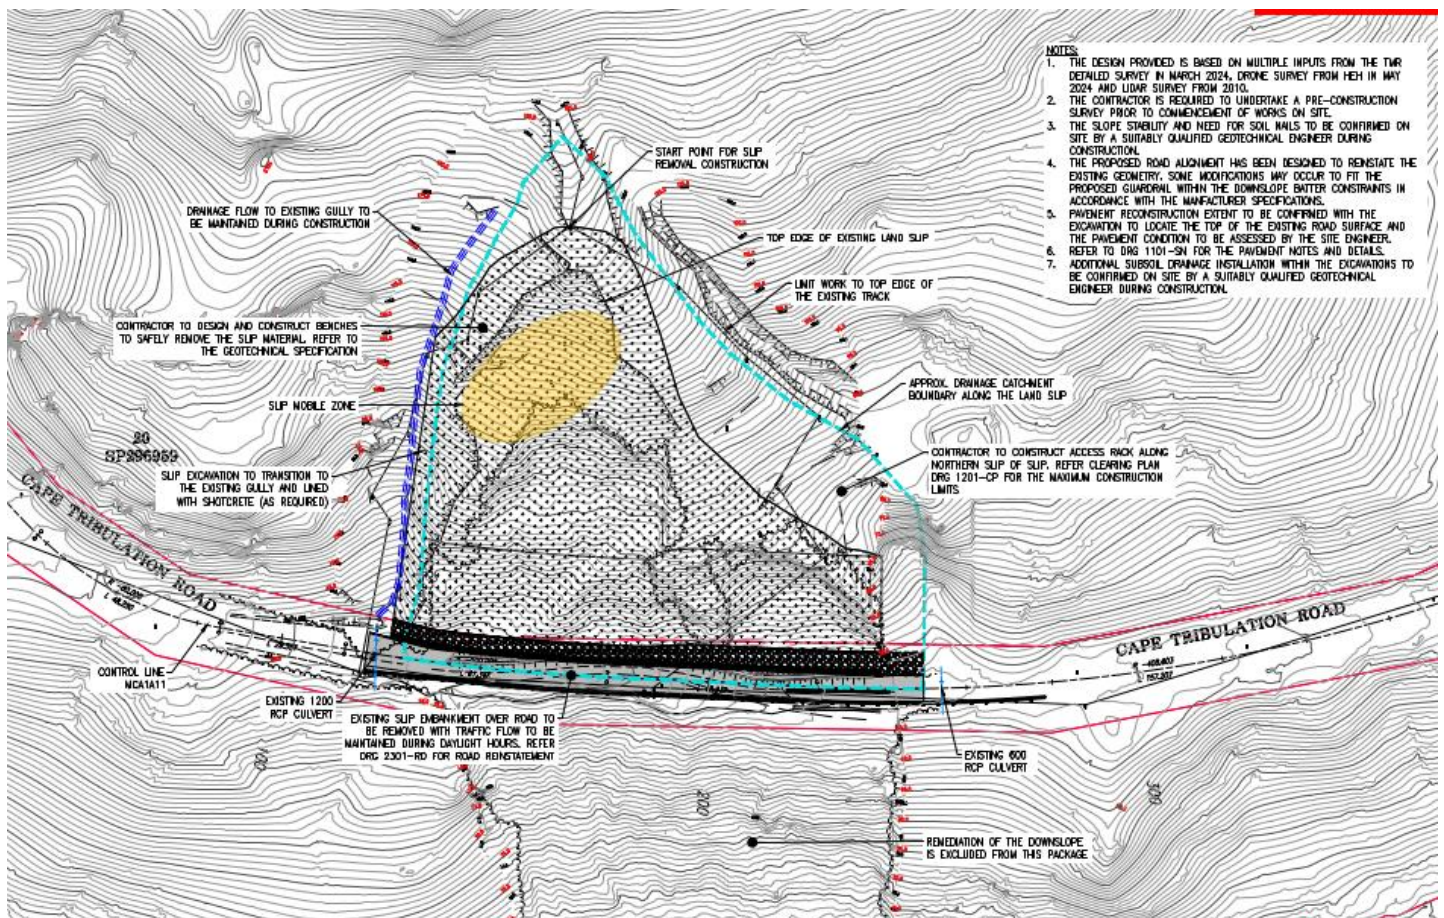 NOTES:
1. THE DESIGN PROVIDED IS BASED ON MULTIPLE INPUTS FROM THE TMR
DETAILED SURVEY IN MARCH 2024, DRONE SURVEY FROM HEH IN MAY
2024 AND LIDAR SURVEY FROM 2010.
2. THE CONTRACTOR IS REQUIRED TO UNDERTAKE A PRE-CONSTRUCTION
SURVEY PRIOR TO COMMENCEMENT OF WORKS ON SITE.
3. THE SLOPE STABILITY AND NEED FOR SOIL NAILS TO BE CONFIRMED ON
SITE BY A SUITABLY QUALIFIED GEOTECHNICAL ENGINEER DURING
CONSTRUCTION.
4. THE PROPOSED ROAD ALIGNMENT HAS BEEN DESIGNED TO REINSTATE THE
EXISTING GEOMETRY. SOME MODIFICATIONS MAY OCCUR TO FIT THE
PROPOSED GUARDRAIL WITHIN THE DOWNSLOPE BATTER CONSTRAINTS IN
ACCORDANCE WITH THE MANFACTURER SPECIFICATIONS.
5. PAVEMENT RECONSTRUCTION EXTENT TO BE CONFIRMED WITH THE
EXCAVATION TO LOCATE THE TOP OF THE EXISTING ROAD SURFACE AND
THE PAVEMENT CONDITION TO BE ASSESSED BY THE SITE ENGINEER.
6. REFER TO DRG 1101-SN FOR THE PAVEMENT NOTES AND DETAILS.
7. ADDITIONAL SUBSOIL DRAINAGE INSTALLATION WITHIN THE EXCAVATIONS TO
BE CONFIRMED ON SITE BY A SUITABLY QUALIFIED GEOTECHNICAL
ENGINEER DURING CONSTRUCTION.
START POINT FOR SLIP
REMOVAL CONSTRUCTION
DRAINAGE FLOW TO EXISTING GULLY TO
BE MAINTAINED DURING CONSTRUCTION
TOP EDGE OF EXISTING LAND SLIP
LIMIT WORK TO TOP EDGE OF
THE EXISTING TRACK
CONTRACTOR TO DESIGN AND CONSTRUCT BENCHES
TO SAFELY REMOVE THE SLIP MATERIAL. REFER TO
THE GEOTECHNICAL SPECIFICATION
APPROX. DRAINAGE CATCHMENT
BOUNDARY ALONG THE LAND SLIP
SLIP MOBILE ZONE
20
SP296959
CONTRACTOR TO CONSTRUCT ACCESS RACK ALONG
NORTHERN SLIP OF SLIP. REFER CLEARING PLAN
DRG 1201-CP FOR THE MAXIMUM CONSTRUCTION
LIMITS
SLIP EXCAVATION TO TRANSITION TO
THE EXISTING GULLY AND LINED
WITH SHOTCRETE (AS REQUIRED)
CAPE TRIBULATION ROAD
CAPE TRIBULATION ROAD
CONTROL LINE
MCA1A11
EXISTING 1200
RCP CULVERT
EXISTING SLIP EMBANKMENT OVER ROAD TO
BE REMOVED WITH TRAFFIC FLOW TO BE
MAINTAINED DURING DAYLIGHT HOURS. REFER
DRG 2301-RD FOR ROAD REINSTATEMENT
EXISTING 600
RCP CULVERT
100
200
300
REMEDIATION OF THE DOWNSLOPE
IS EXCLUDED FROM THIS PACKAGE